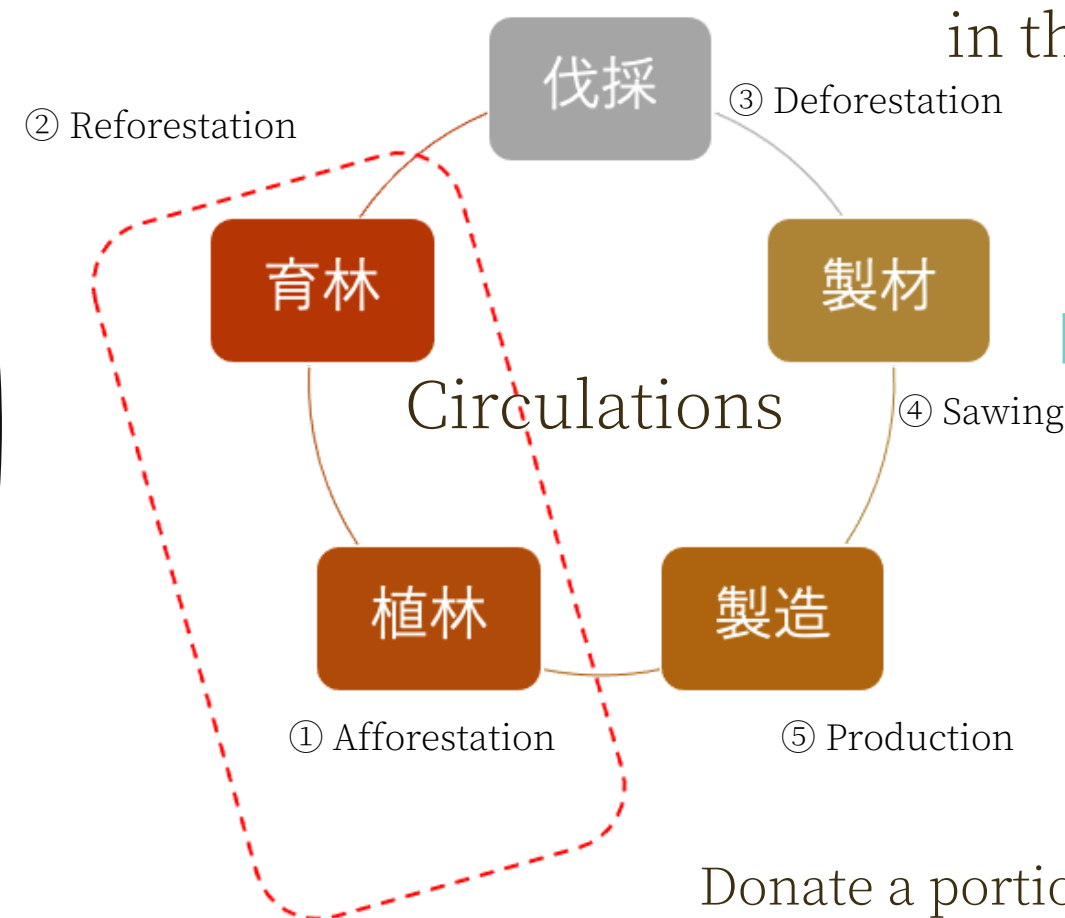 in th
伐採
③ Deforestation
② Reforestation
育林
製材
Circulations
④ Sawing
植林
製造
① Afforestation
⑤ Production
Donate a portio